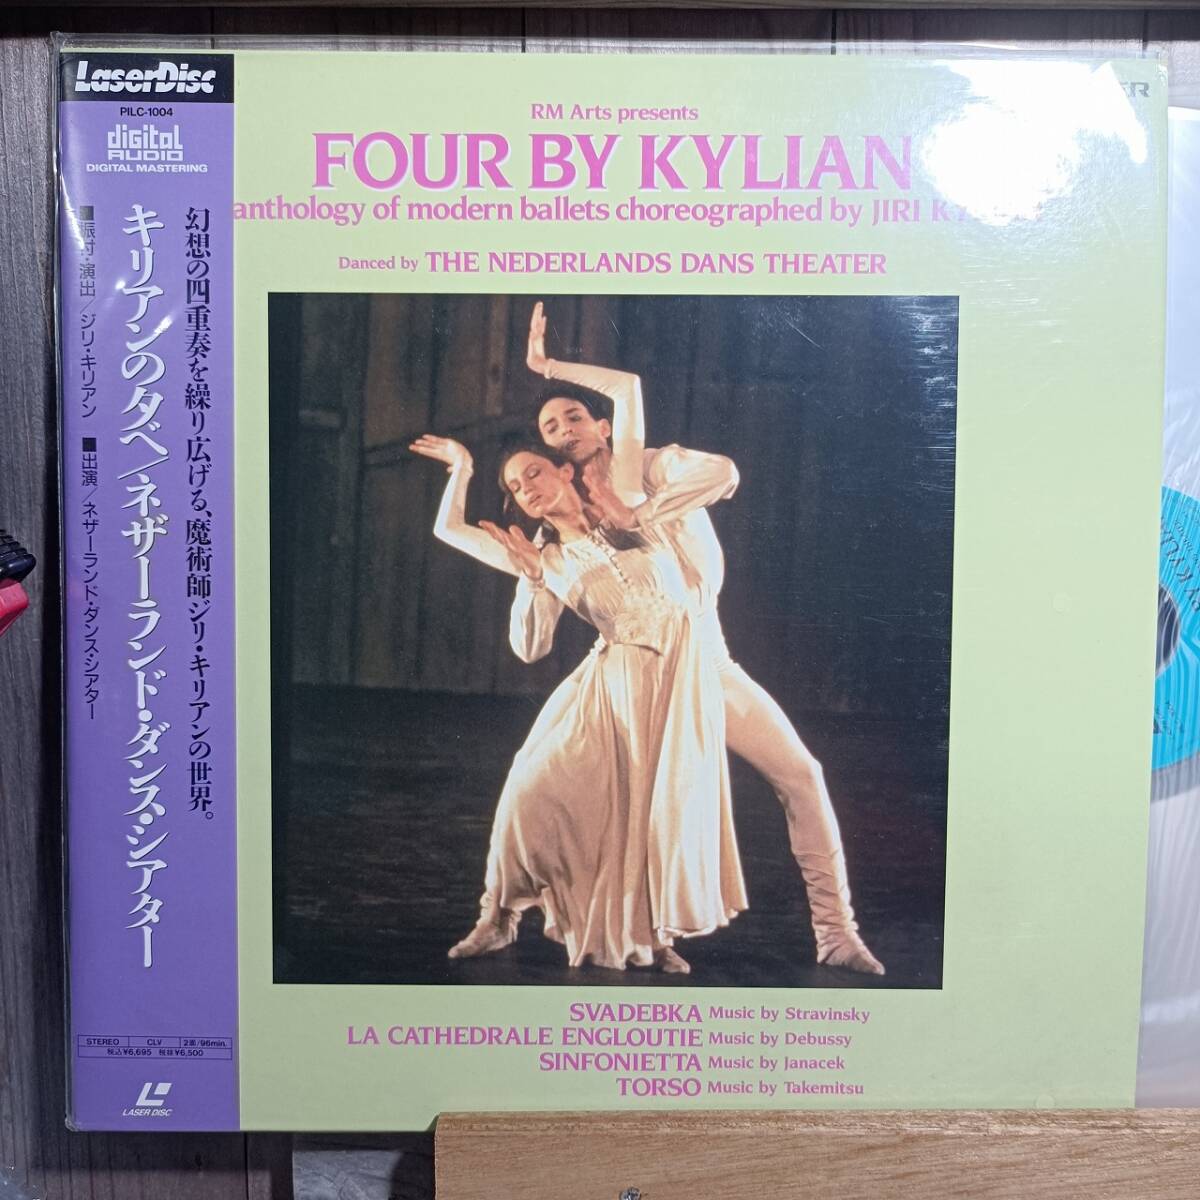 LaserDisc
PILC-1004
digital
AUDIO
DIGITAL MASTERING
幻想の四重奏を繰り広げる、魔術師ジリ・キリアンの世界。
キリアンの夕べ/ネザーランド・ダンス・シアター
■振付・演出/ジリ・キリアン ■出演/ネザーランド・ダンス・シアター
STEREO CLV 2面/96min.
税込¥6,695 税抜¥6,500
LASER DISC
RM Arts presents
FOUR BY KYLIAN
anthology of modern ballets choreographed by JIRI
Danced by THE NEDERLANDS DANS THEATER
SVADEBKA Music by Stravinsky
LA CATHEDRALE ENGLOUTIE Music by Debussy
SINFONIETTA Music by Janacek
TORSO Music by Takemitsu